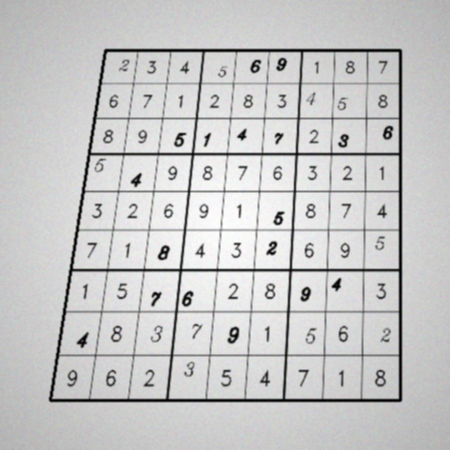 2 3 4 5 6 9 1 8 7
6 7 1 2 8 3 4 5 8
8 9 5 1 4 7 2 3 6
5 4 9 8 7 6 3 2 1
3 2 6 9 1 5 8 7 4
7 1 8 4 3 2 6 9 5
1 5 7 6 2 8 9 4 3
4 8 3 7 9 1 5 6 2
9 6 2 3 5 4 7 1 8